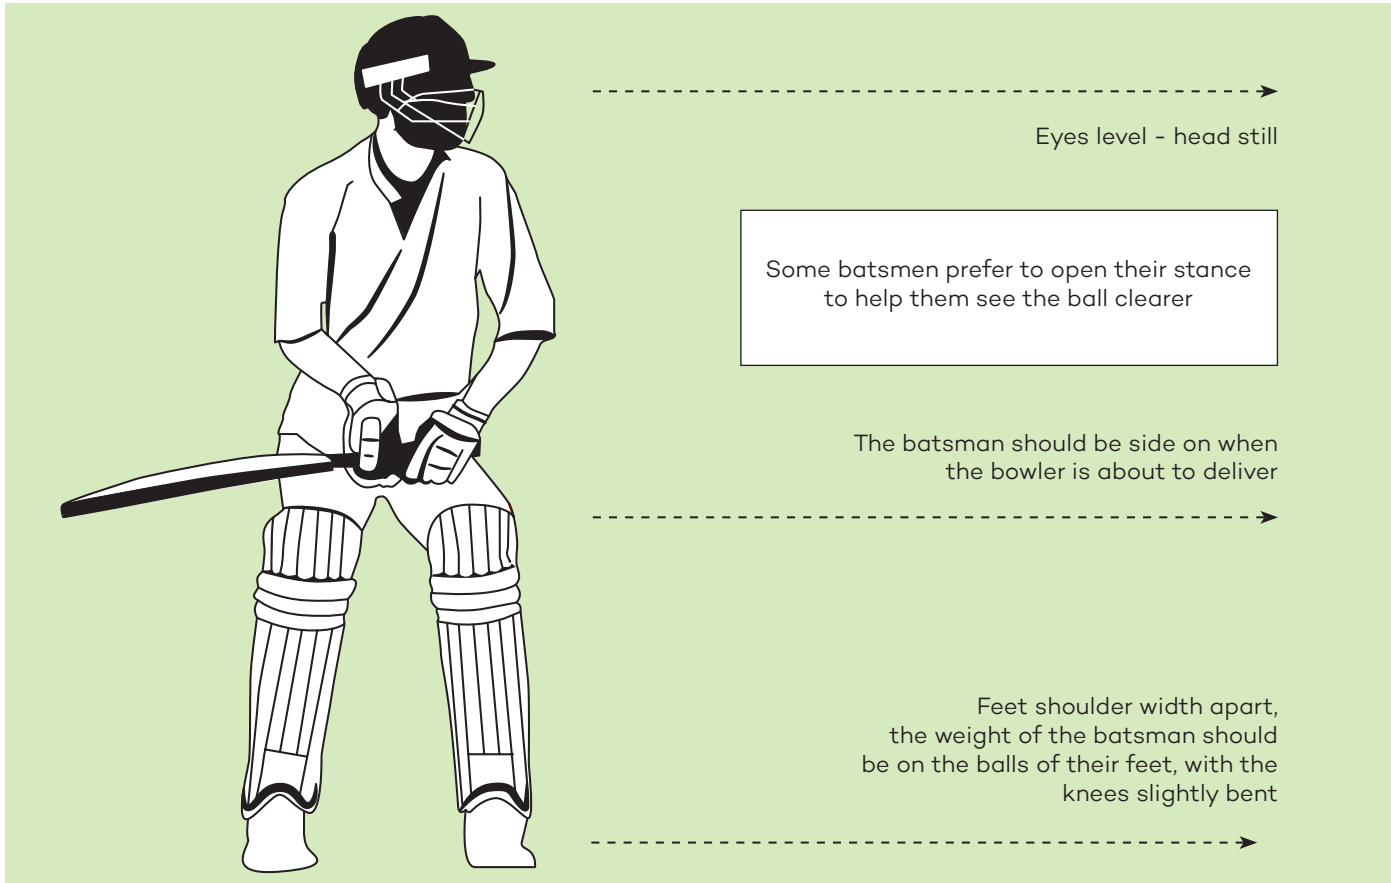 Eyes level - head still
Some batsmen prefer to open their stance
to help them see the ball clearer
The batsman should be side on when
the bowler is about to deliver
Feet shoulder width apart,
the weight of the batsman should
be on the balls of their feet, with the
knees slightly bent